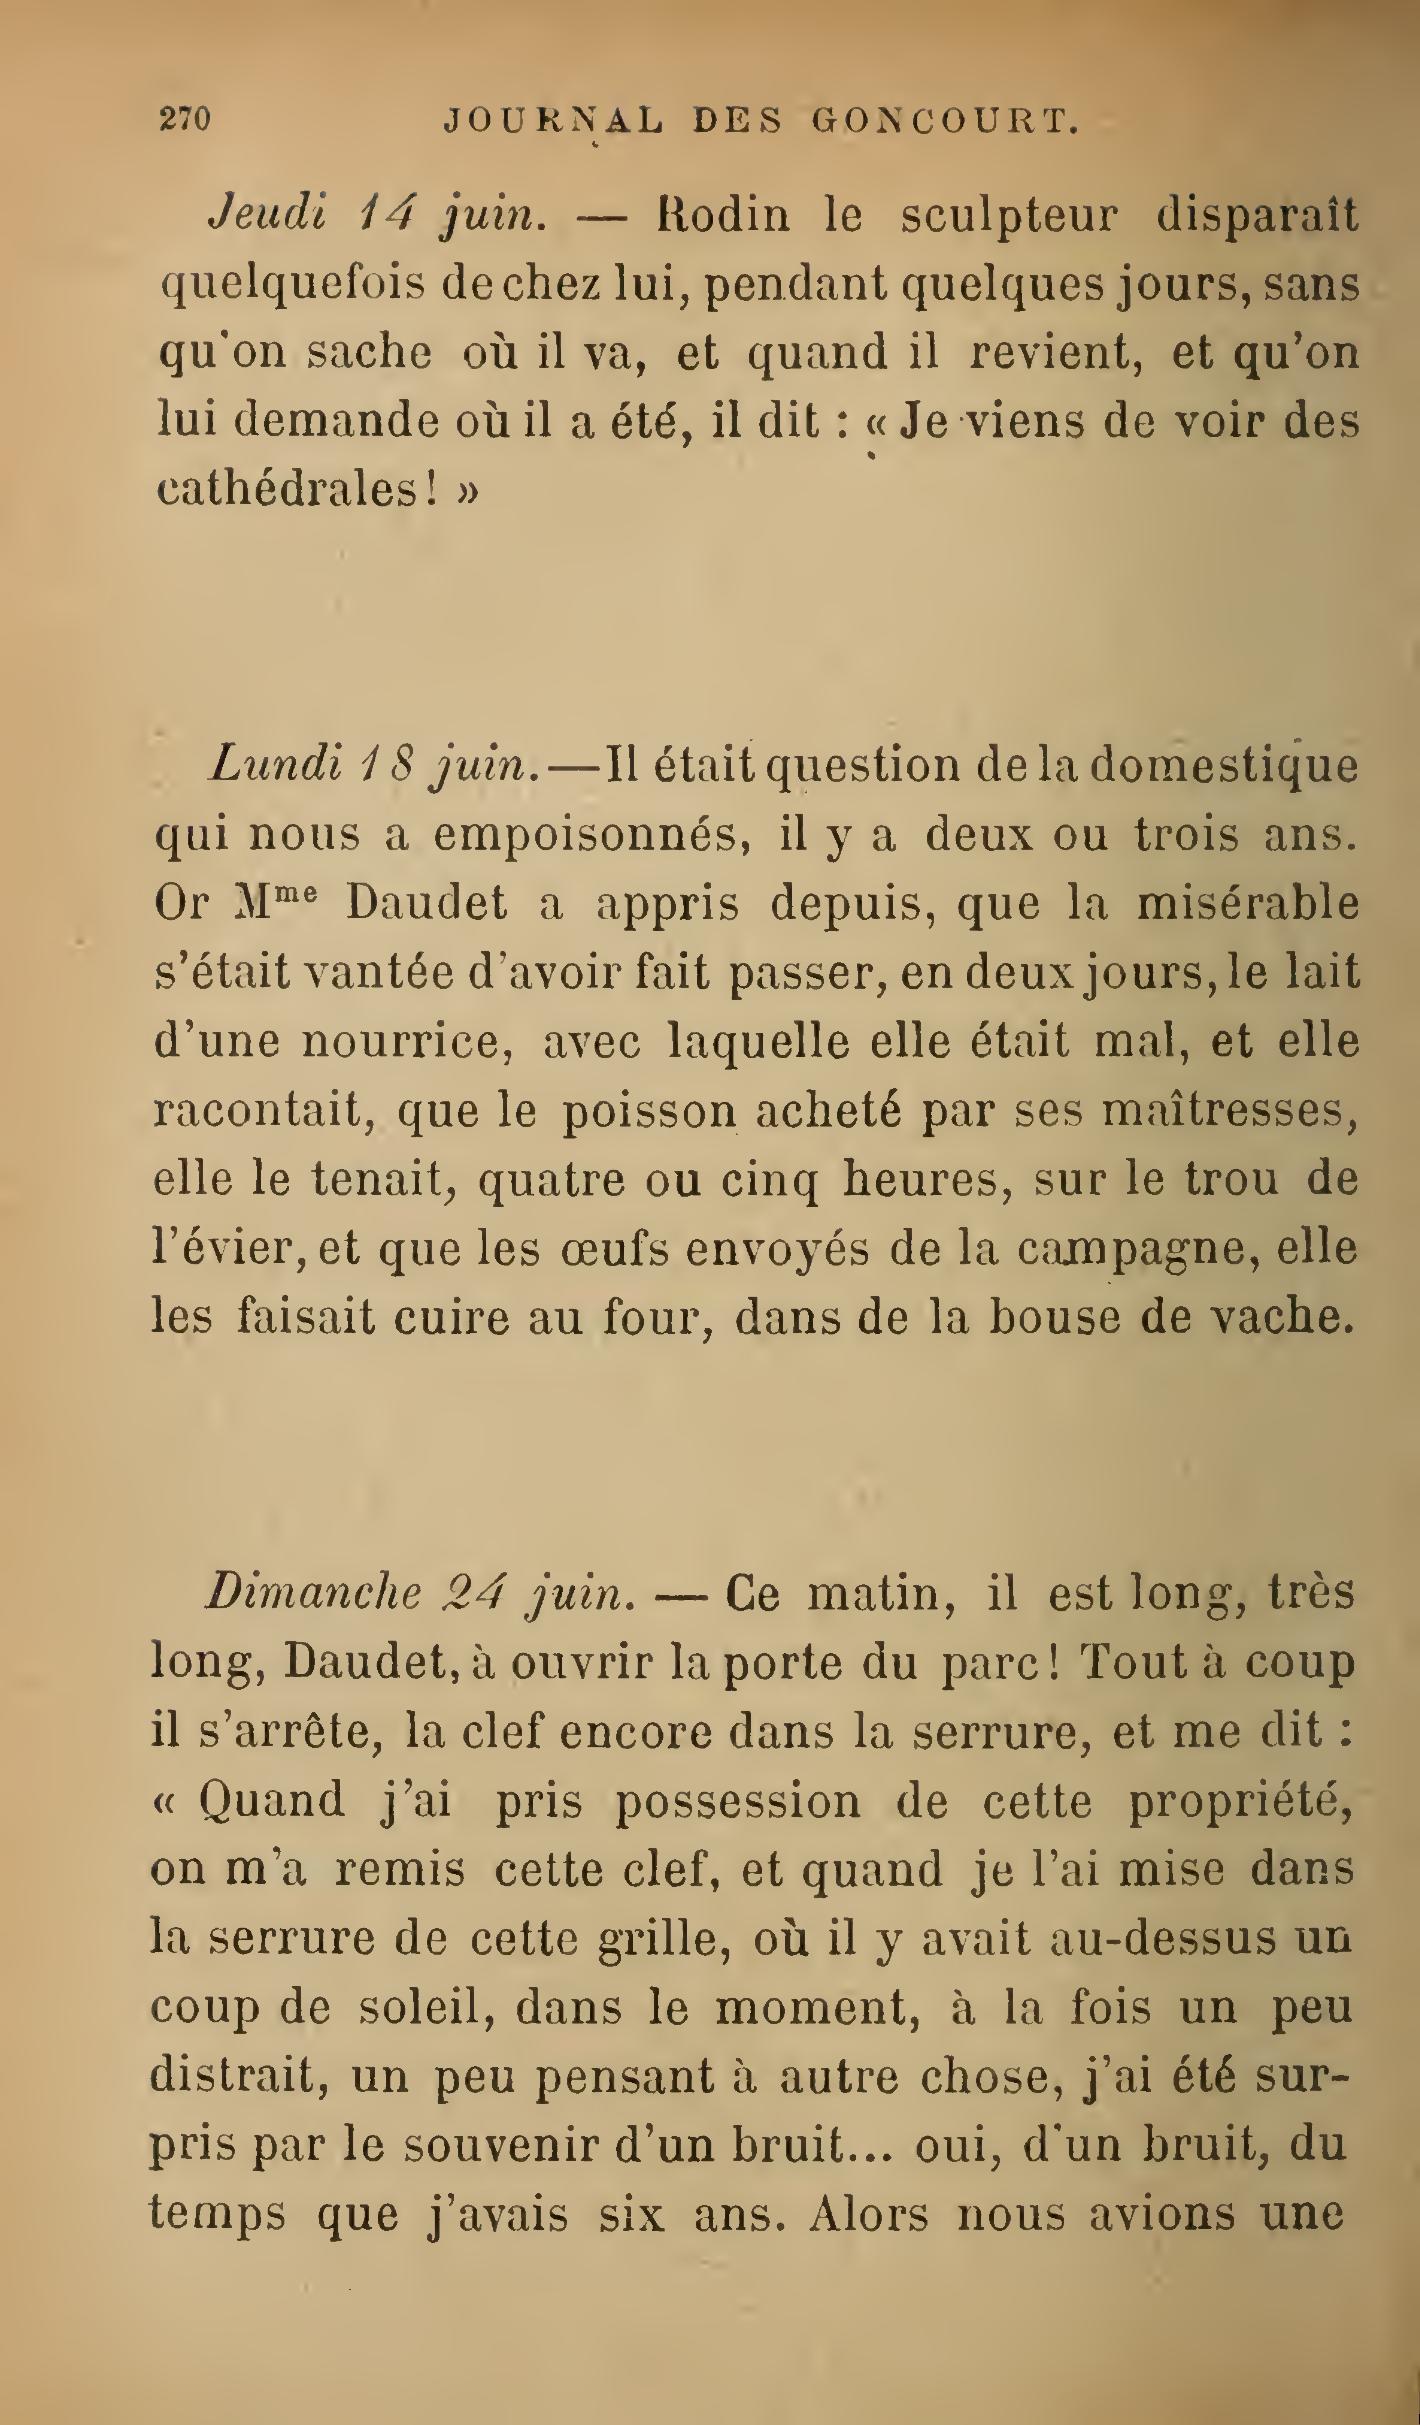 270 JOURNAL DES GONCOURT.
Jeudi 14 juin. — Rodin le sculpteur disparaît
quelquefois de chez lui, pendant quelques jours, sans
qu'on sache où il va, et quand il revient, et qu'on
lui demande où il a été, il dit : « Je viens de voir des
cathédrales ! »
Lundi 18 juin. — Il était question de la domestique
qui nous a empoisonnés, il y a deux ou trois ans.
Or Mme Daudet a appris depuis, que la misérable
s'était vantée d'avoir fait passer, en deux jours, le lait
d'une nourrice, avec laquelle elle était mal, et elle
racontait, que le poisson acheté par ses maîtresses,
elle le tenait, quatre ou cinq heures, sur le trou de
l'évier, et que les œufs envoyés de la campagne, elle
les faisait cuire au four, dans de la bouse de vache.
Dimanche 24 juin. — Ce matin, il est long, très
long, Daudet, à ouvrir la porte du parc ! Tout à coup
il s'arrête, la clef encore dans la serrure, et me dit :
« Quand j'ai pris possession de cette propriété,
on m'a remis cette clef, et quand je l'ai mise dans
la serrure de cette grille, où il y avait au-dessus un
coup de soleil, dans le moment, à la fois un peu
distrait, un peu pensant à autre chose, j'ai été sur-
pris par le souvenir d'un bruit... oui, d'un bruit, du
temps que j'avais six ans. Alors nous avions une